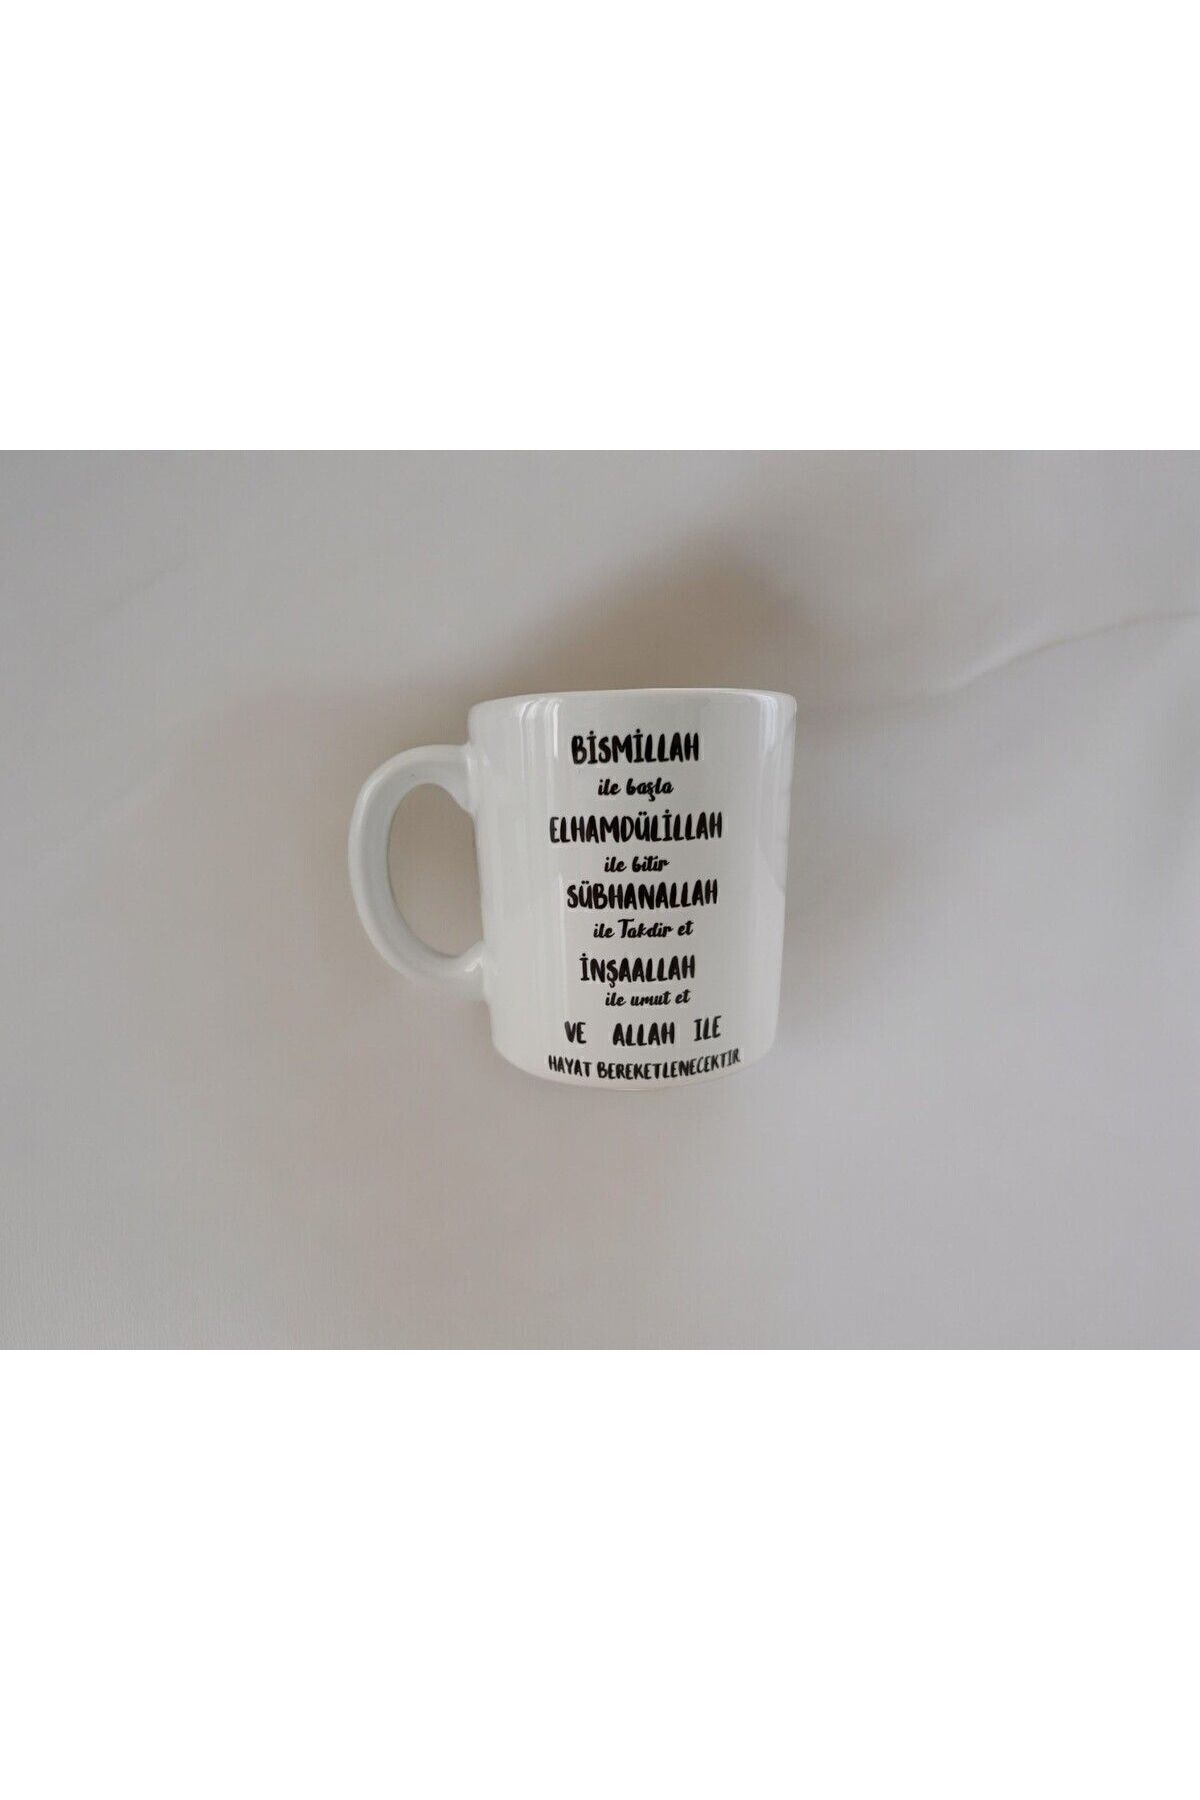 BİSMİLLAH
ile başla
ELHAMDÜLİLLAH
ile bitir
SÜBHANALLAH
ile Takdir et
İNŞAALLAH
ile umut et
VE ALLAH ILE
HAYAT BEREKETLENECEKTIR